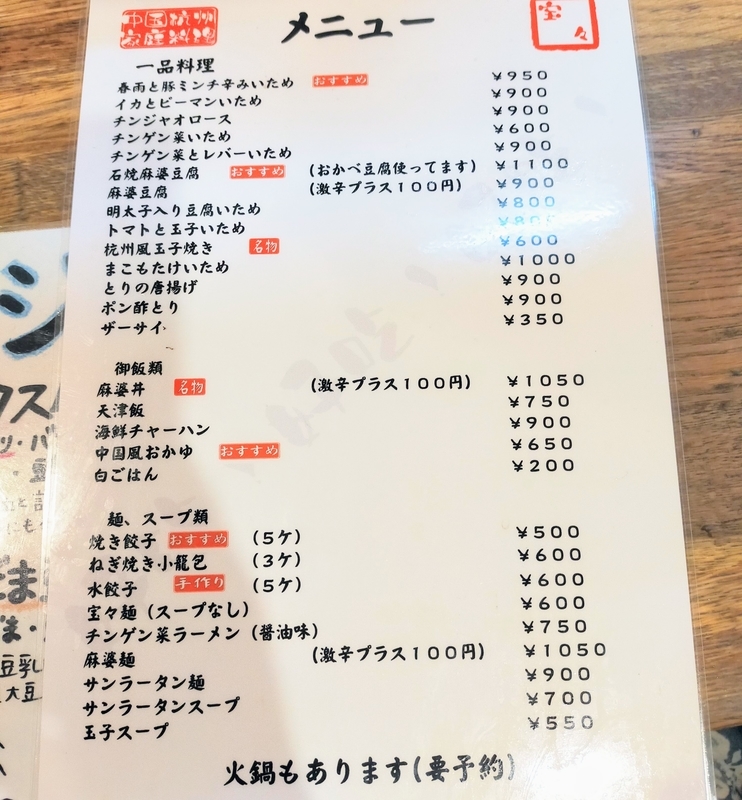 中国杭州
家庭料理
メニュー
宝々
一品料理
春雨と豚ミンチ辛みいため おすすめ ¥950
イカとピーマンいため ¥900
チンジャオロース ¥900
チンゲン菜いため ¥600
チンゲン菜とレバーいため ¥900
石焼麻婆豆腐 おすすめ (おかべ豆腐使ってます) ¥1100
麻婆豆腐 (激辛プラス100円) ¥900
明太子入り豆腐いため ¥800
トマトと玉子いため
杭州風玉子焼き 名物 ¥600
まこもたけいため ¥1000
とりの唐揚げ ¥900
ポン酢とり ¥900
ザーサイ ¥350
御飯類
麻婆丼 名物 (激辛プラス100円) ¥1050
天津飯 ¥750
海鮮チャーハン ¥900
中国風おかゆ おすすめ ¥650
白ごはん ¥200
麺、スープ類
焼き餃子 おすすめ (5ケ) ¥500
ねぎ焼き小籠包 (3ケ) ¥600
水餃子 手作り (5ケ) ¥600
宝々麺 (スープなし) ¥600
チンゲン菜ラーメン (醤油味) ¥750
麻婆麺 (激辛プラス100円) ¥1050
サンラータン麺 ¥900
サンラータンスープ ¥700
玉子スープ ¥550
火鍋もあります(要予約)
豆乳
大豆